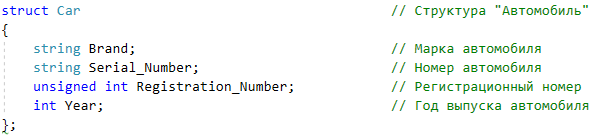 struct Car // Структура "Автомобиль"
{
string Brand; // Марка автомобиля
string Serial_Number; // Номер автомобиля
unsigned int Registration_Number; // Регистрационный номер
int Year; // Год выпуска автомобиля
};